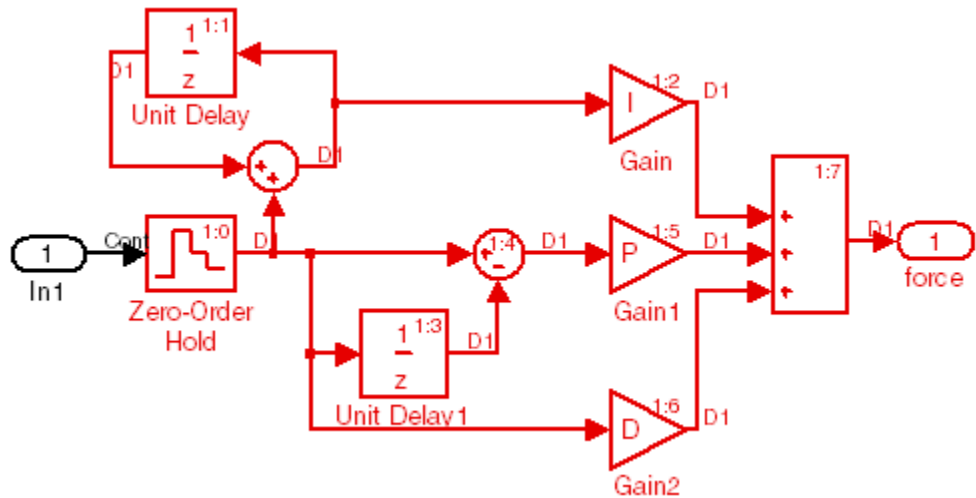 1
z
1:1
D1
Unit Delay
D1
I
1:2
D1
Gain
1
In1
Cont
1:0
D1
Zero-Order
Hold
1:4
D1
P
1:5
D1
Gain1
1:7
D1
1
force
1
z
1:3
D1
Unit Delay1
D
1:6
D1
Gain2